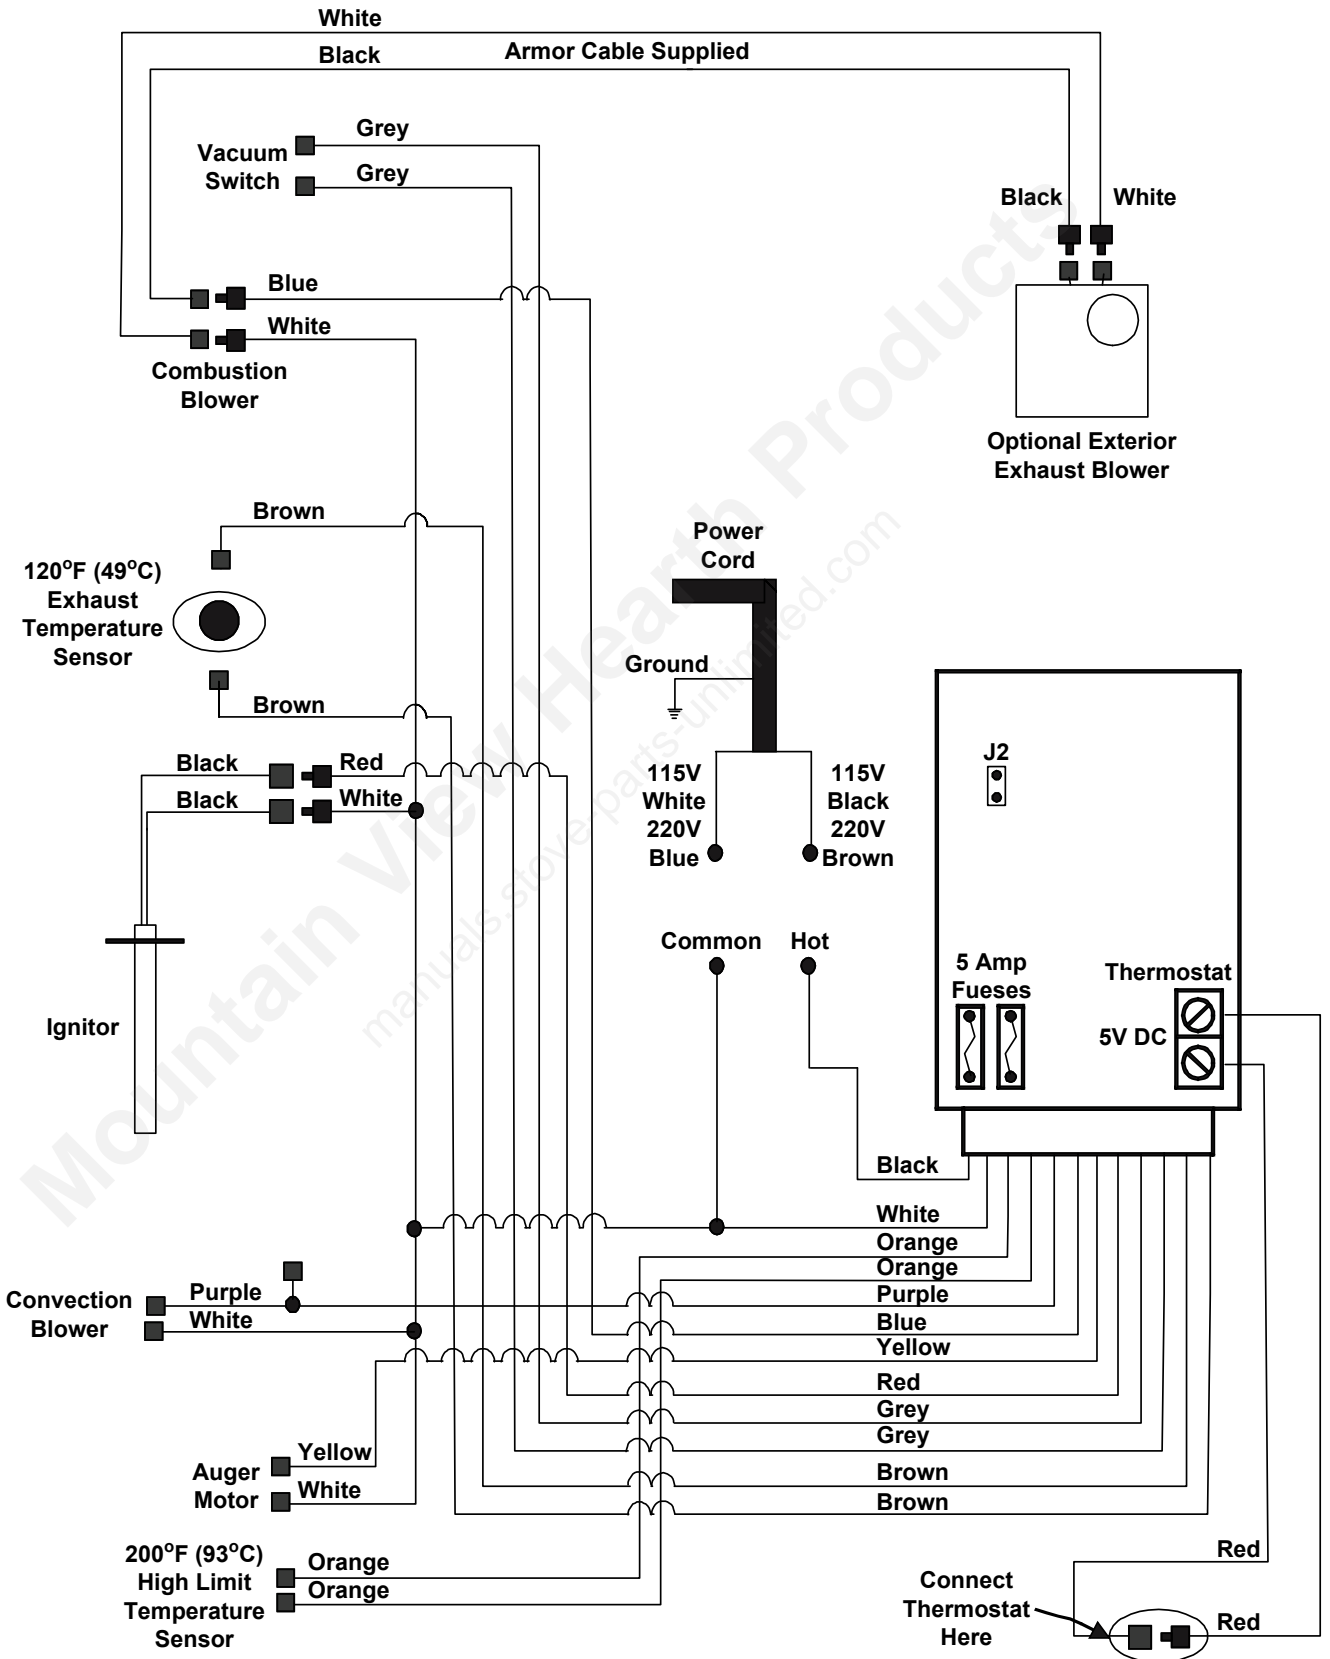 White
Black
Armor Cable Supplied
Grey
Vacuum
Switch
Grey
Black
White
Blue
White
Combustion
Blower
Optional Exterior
Exhaust Blower
Brown
120°F (49°C)
Exhaust
Temperature
Sensor
Brown
Power
Cord
Ground
115V
White
220V
Blue
115V
Black
220V
Brown
J2
Black
Red
Black
White
Common
Hot
5 Amp
Fueses
Thermostat
5V DC
Ignitor
Black
White
Orange
Orange
Purple
Blue
Yellow
Red
Grey
Grey
Brown
Brown
Convection
Blower
Purple
White
Auger
Motor
Yellow
White
200°F (93°C)
High Limit
Temperature
Sensor
Orange
Orange
Connect
Thermostat
Here
Red
Red
Mountain View Hearth Products
manuals.stove-parts-unlimited.com